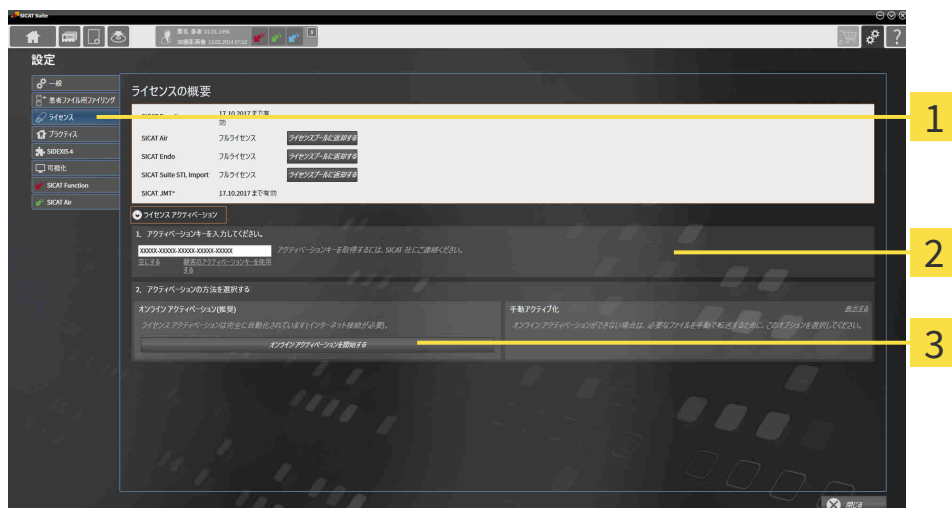 SICAT Suite
匿名 患者 01.01.1996
3D撮影画像 13.02.2014 07:52
設定
一般
患者ファイル用ファイリング
ライセンス
プラクティス
SIDEXIS 4
可視化
SICAT Function
SICAT Air
ライセンスの概要
17.10.2017 まで有
効
SICAT Air フルライセンス ライセンスプールに返却する
SICAT Endo フルライセンス ライセンスプールに返却する
SICAT Suite STL Import フルライセンス ライセンスプールに返却する
SICAT JMT+ 17.10.2017 まで有効
ライセンス アクティベーション
1. アクティベーションキーを入力してください。
XXXXX-XXXXX-XXXXX-XXXXX-XXXXX アクティベーションキーを取得するには、SICAT 社にご連絡ください。
空にする 顧客のアクティベーションキーを使用
する
2. アクティベーションの方法を選択する
オンライン アクティベーション(推奨)
ライセンス アクティベーションは完全に自動化されています(インターネット接続が必要)。
オンライン アクティベーションを開始する
手動アクティブ化 表示する
オンライン アクティベーションができない場合は、必要なファイルを手動で転送するために、このオプションを選択してください。
閉じる
1
2
3